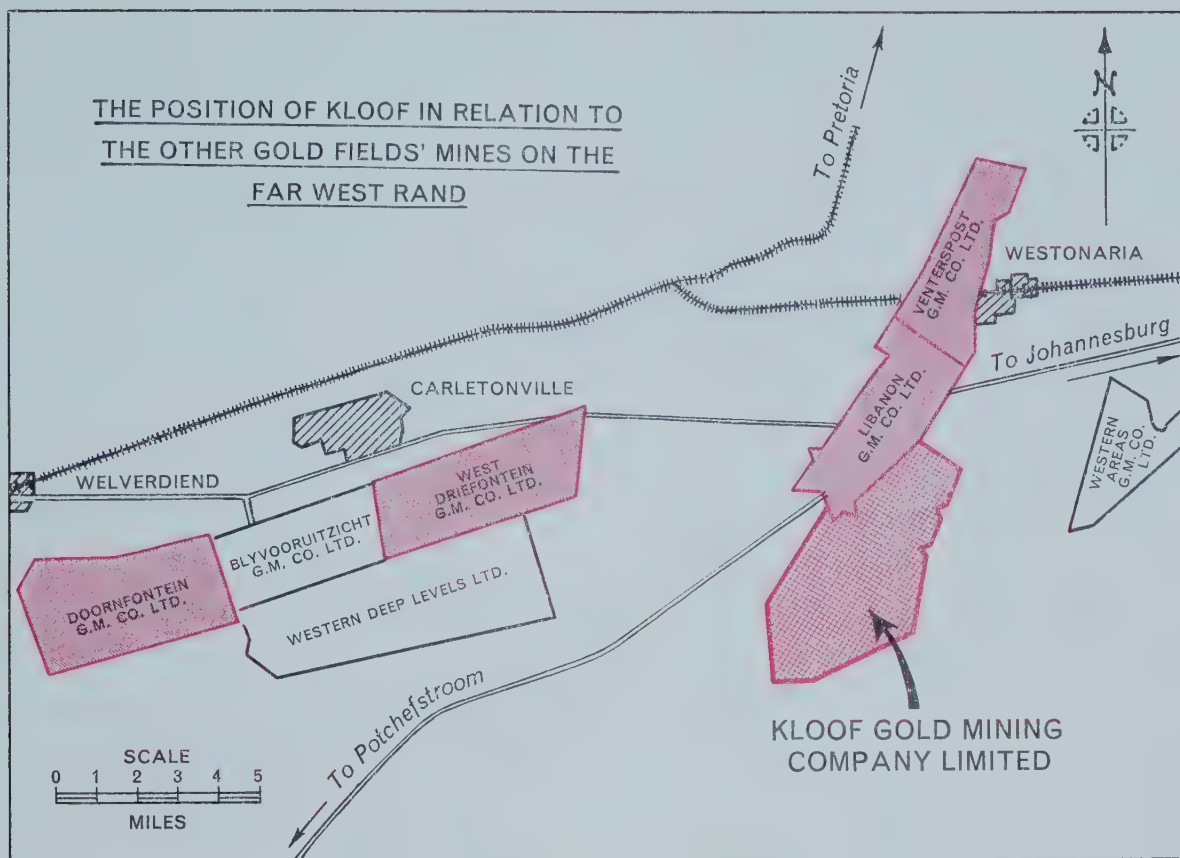 THE POSITION OF KLOOF IN RELATION TO
THE OTHER GOLD FIELDS' MINES ON THE
FAR WEST RAND
To Pretoria
N
VENTERSPOST
G.M. CO. LTD.
WESTONARIA
To Johannesburg
LIBANON
G.M. CO. LTD.
WESTERN
AREAS
G.M. CO.
LTD.
CARLETONVILLE
WELVERDIEND
WEST
DRIEFONTEIN
G.M. CO. LTD.
BLYVOORUITZICHT
G.M. CO. LTD.
DOORNFONTEIN
G.M. CO. LTD.
WESTERN DEEP LEVELS LTD.
To Potchefstroom
KLOOF GOLD MINING
COMPANY LIMITED
SCALE
0 1 2 3 4 5
MILES